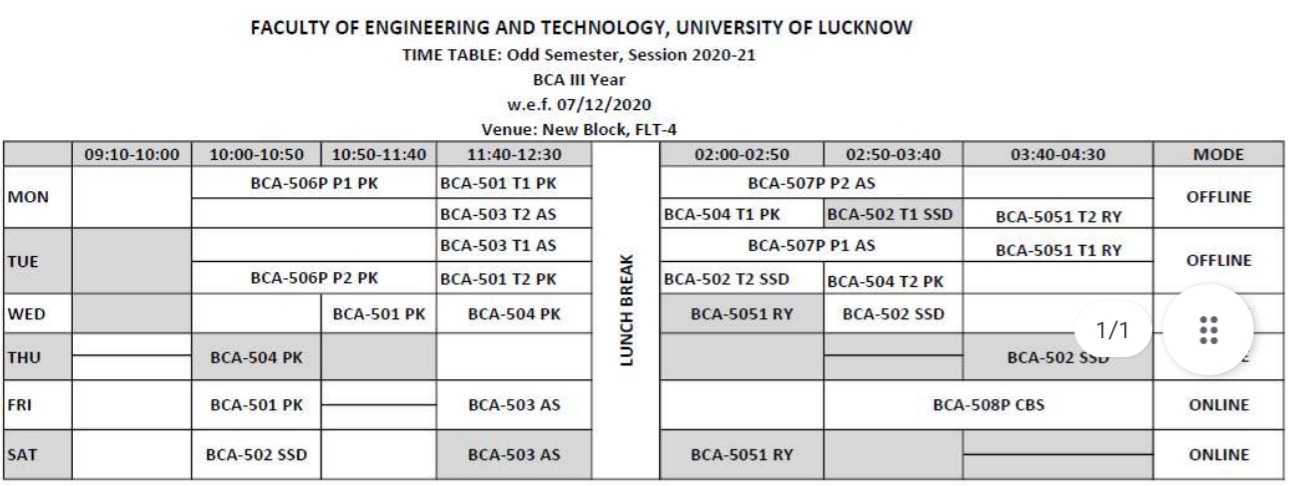 FACULTY OF ENGINEERING AND TECHNOLOGY, UNIVERSITY OF LUCKNOW
TIME TABLE: Odd Semester, Session 2020-21
BCA III Year
w.e.f. 07/12/2020
Venue: New Block, FLT-4
09:10-10:00 10:00-10:50 10:50-11:40 11:40-12:30 02:00-02:50 02:50-03:40 03:40-04:30 MODE
MON BCA-506P P1 PK BCA-501 T1 PK BCA-507P P2 AS OFFLINE
BCA-503 T2 AS BCA-504 T1 PK BCA-502 T1 SSD BCA-5051 T2 RY
TUE BCA-503 T1 AS BCA-507P P1 AS BCA-5051 T1 RY OFFLINE
BCA-506P P2 PK BCA-501 T2 PK BCA-502 T2 SSD BCA-504 T2 PK
LUNCH BREAK
WED BCA-501 PK BCA-504 PK BCA-5051 RY BCA-502 SSD
1/1
THU BCA-504 PK BCA-502 SSD
FRI BCA-501 PK BCA-503 AS BCA-508P CBS ONLINE
SAT BCA-502 SSD BCA-503 AS BCA-5051 RY ONLINE